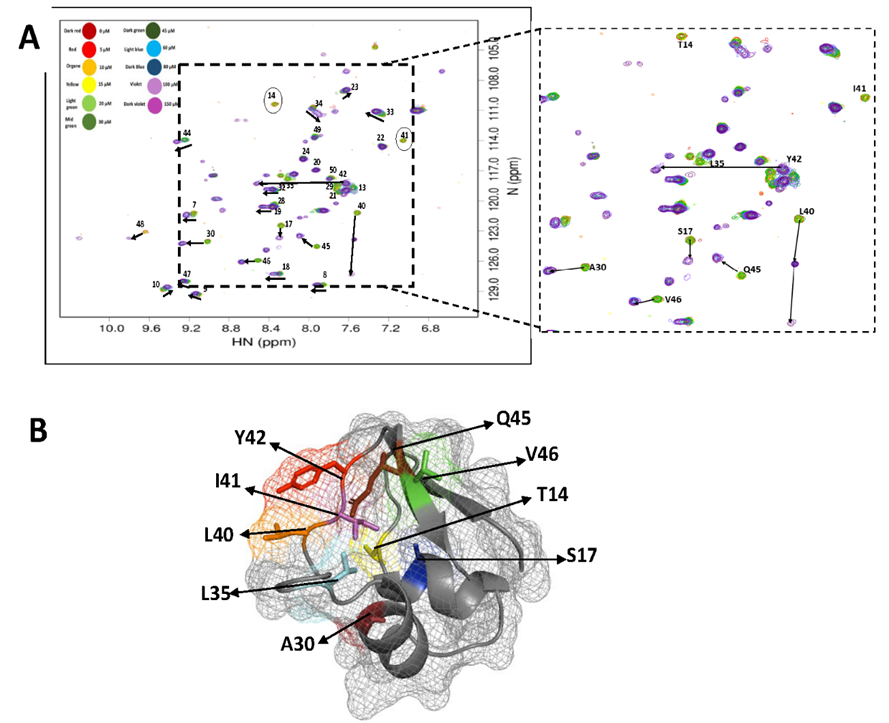 A
Dark red 0 µM Dark green 45 µM
Red 5 µM Light blue 60 µM
Organe 10 µM Dark Blue 80 µM
Yellow 15 µM Violet 100 µM
Light green 20 µM Dark violet 150 µM
Mid green 30 µM
14
34
23
33
41
44
49
22
24
20
50
42
32
35
29
13
21
28
19
40
7
17
48
30
45
46
18
47
10
9
8
105.0
108.0
111.0
114.0
117.0
120.0
123.0
126.0
129.0
N (ppm)
10.0 9.6 9.2 8.8 8.4 8.0 7.6 7.2 6.8
HN (ppm)
T14
I41
L35
Y42
L40
S17
A30
Q45
V46
B
Q45
Y42
V46
I41
T14
L40
S17
L35
A30